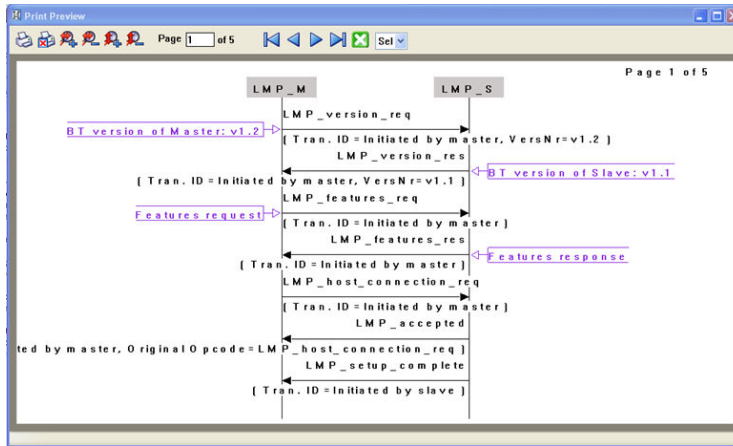 Print Preview
Page 1 of 5
Sel
Page 1 of 5
LMP_M
LMP_S
LMP_version_req
BT version of Master: v1.2
( Tran. ID=Initiated by master, VersNr=v1.2 )
LMP_version_res
BT version of Slave: v1.1
( Tran. ID=Initiated by master, VersNr=v1.1 )
LMP_features_req
Features request
( Tran. ID=Initiated by master )
LMP_features_res
Features response
( Tran. ID=Initiated by master )
LMP_host_connection_req
( Tran. ID=Initiated by master )
LMP_accepted
ted by master, OriginalOpcode=LMP_host_connection_req )
LMP_setup_complete
( Tran. ID=Initiated by slave )